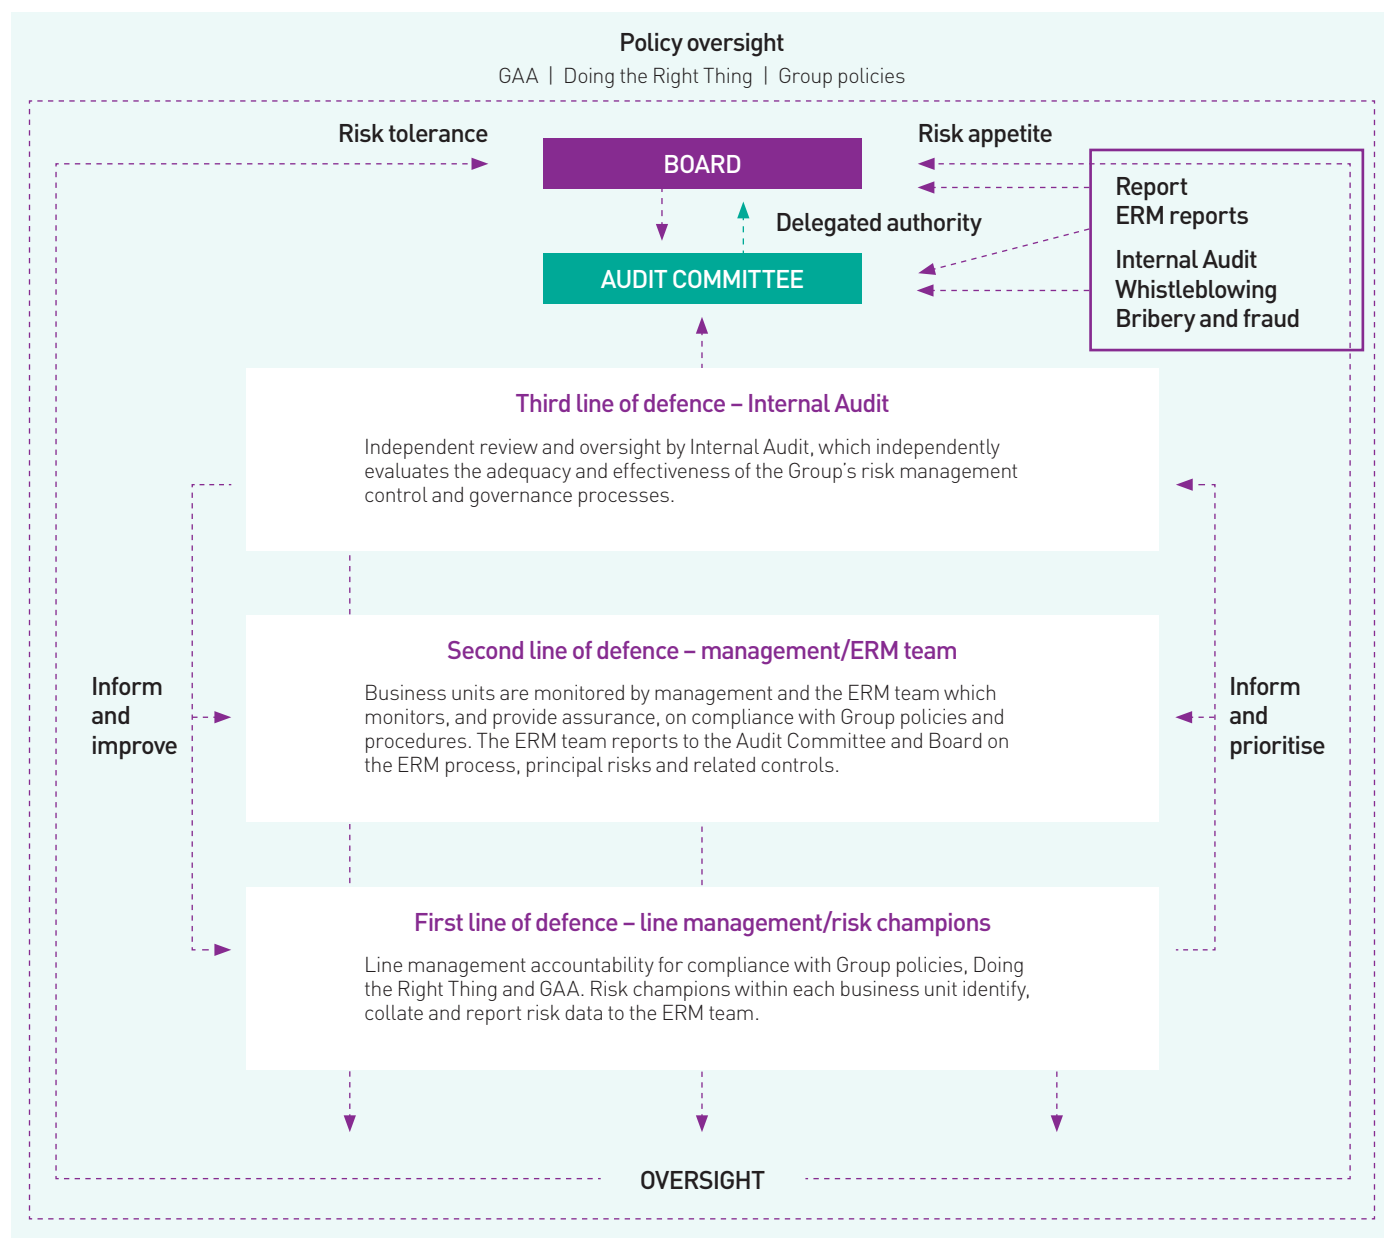 Policy oversight
GAA | Doing the Right Thing | Group policies
Risk tolerance
BOARD
Risk appetite
Report
ERM reports
Delegated authority
Internal Audit
Whistleblowing
Bribery and fraud
AUDIT COMMITTEE
Third line of defence – Internal Audit
Independent review and oversight by Internal Audit, which independently
evaluates the adequacy and effectiveness of the Group’s risk management
control and governance processes.
Second line of defence – management/ERM team
Business units are monitored by management and the ERM team which
monitors, and provide assurance, on compliance with Group policies and
procedures. The ERM team reports to the Audit Committee and Board on
the ERM process, principal risks and related controls.
Inform
and
improve
Inform
and
prioritise
First line of defence – line management/risk champions
Line management accountability for compliance with Group policies, Doing
the Right Thing and GAA. Risk champions within each business unit identify,
collate and report risk data to the ERM team.
OVERSIGHT